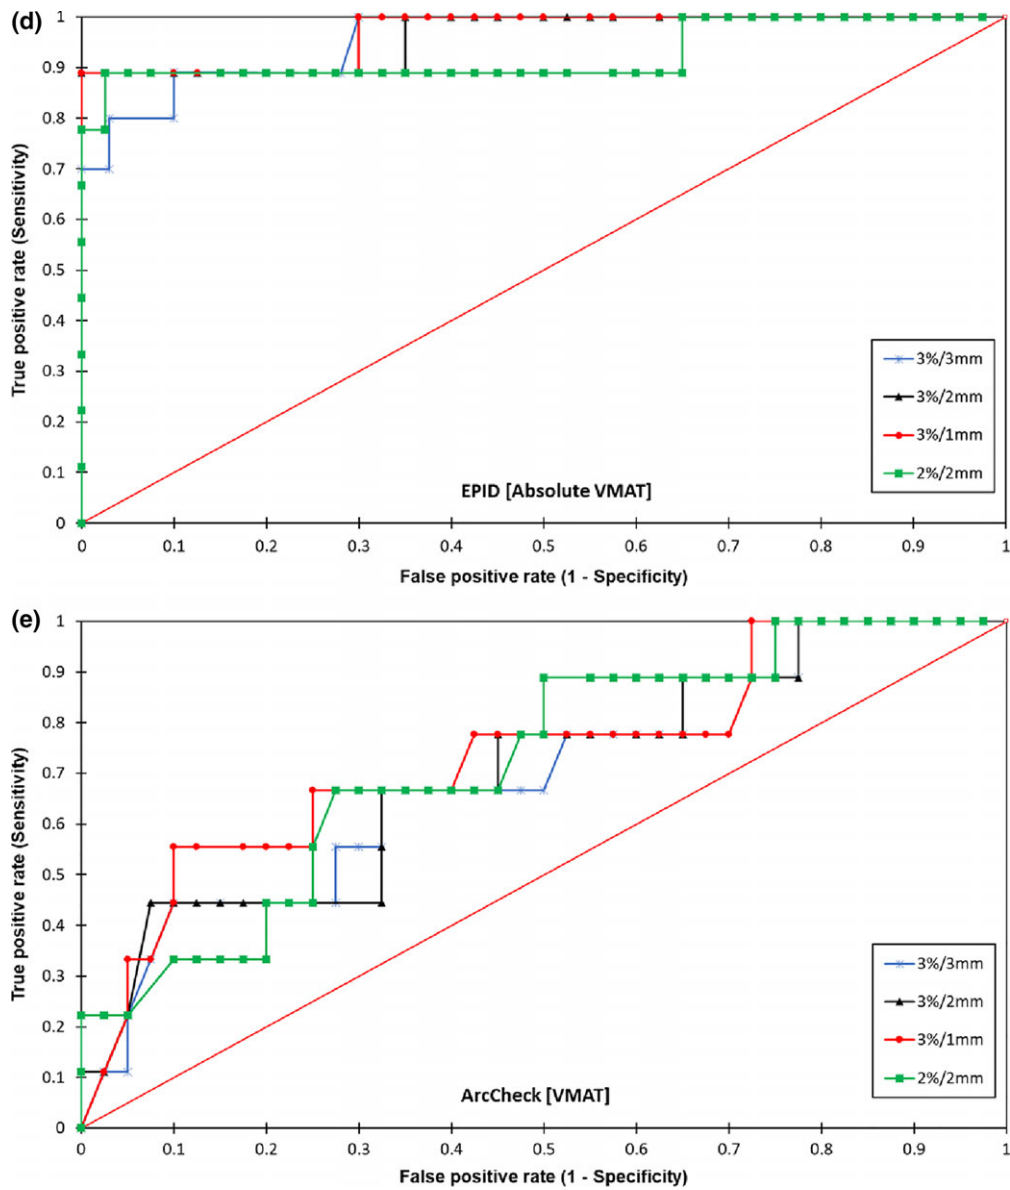 (d)
1
0.9
0.8
0.7
0.6
0.5
0.4
0.3
0.2
0.1
0
True positive rate (Sensitivity)
3%/3mm
3%/2mm
3%/1mm
2%/2mm
EPID [Absolute VMAT]
0 0.1 0.2 0.3 0.4 0.5 0.6 0.7 0.8 0.9 1
False positive rate (1 - Specificity)
(e)
1
0.9
0.8
0.7
0.6
0.5
0.4
0.3
0.2
0.1
0
True positive rate (Sensitivity)
3%/3mm
3%/2mm
3%/1mm
2%/2mm
ArcCheck [VMAT]
0 0.1 0.2 0.3 0.4 0.5 0.6 0.7 0.8 0.9 1
False positive rate (1 - Specificity)